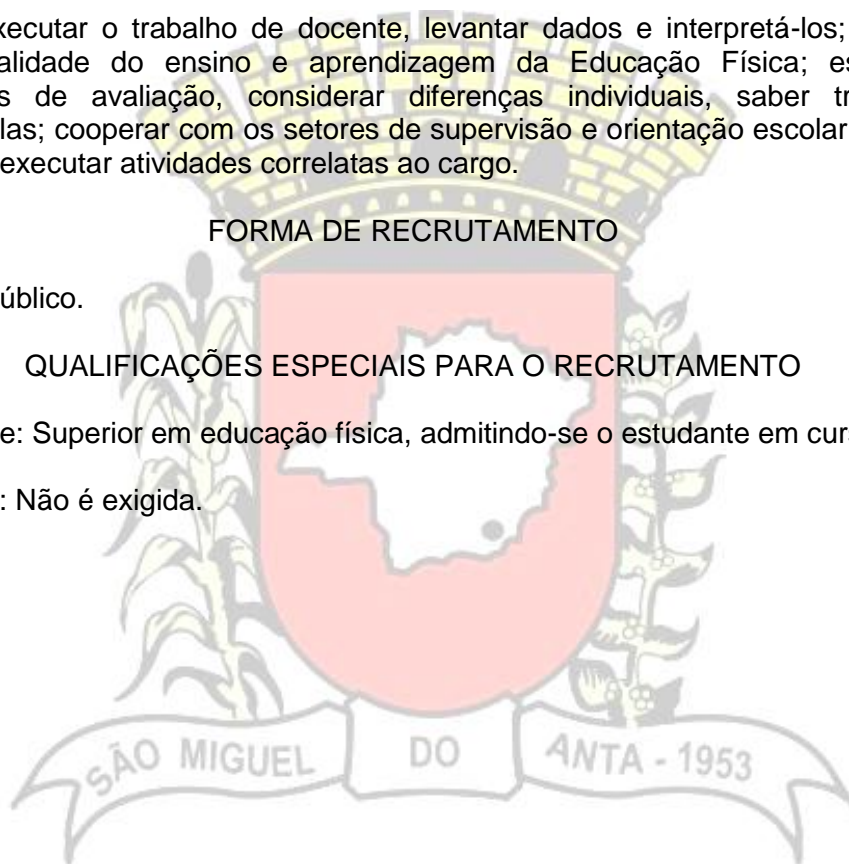 xecutar o trabalho de docente, levantar dados e interpretá-los;
alidade do ensino e aprendizagem da Educação Física; es
s de avaliação, considerar diferenças individuais, saber tr
las; cooperar com os setores de supervisão e orientação escolar
executar atividades correlatas ao cargo.
FORMA DE RECRUTAMENTO
úblico.
QUALIFICAÇÕES ESPECIAIS PARA O RECRUTAMENTO
e: Superior em educação física, admitindo-se o estudante em cur
: Não é exigida.
SÃO MIGUEL DO ANTA - 1953